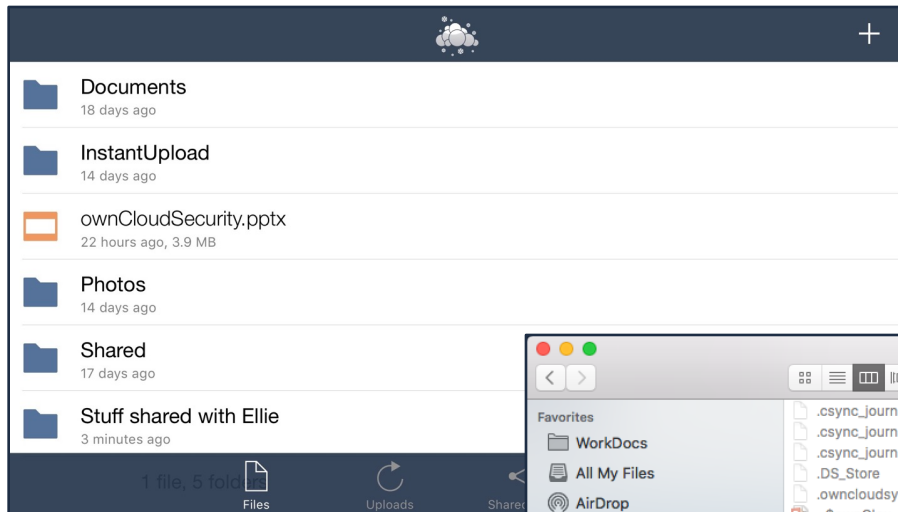 Documents
18 days ago
InstantUpload
14 days ago
ownCloudSecurity.pptx
22 hours ago, 3.9 MB
Photos
14 days ago
Shared
17 days ago
Stuff shared with Ellie
3 minutes ago
1 file, 5 folders
Files
Uploads
Shared
Favorites
WorkDocs
All My Files
AirDrop
.csync_journ
.csync_journ
.csync_journ
.DS_Store
.owncloudsy